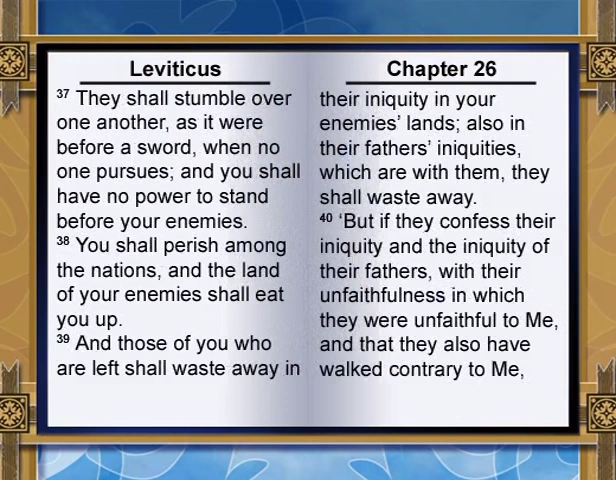 Leviticus
³⁷ They shall stumble over
one another, as it were
before a sword, when no
one pursues; and you shall
have no power to stand
before your enemies.
³⁸ You shall perish among
the nations, and the land
of your enemies shall eat
you up.
³⁹ And those of you who
are left shall waste away in
Chapter 26
their iniquity in your
enemies’ lands; also in
their fathers’ iniquities,
which are with them, they
shall waste away.
⁴⁰ ‘But if they confess their
iniquity and the iniquity of
their fathers, with their
unfaithfulness in which
they were unfaithful to Me,
and that they also have
walked contrary to Me,